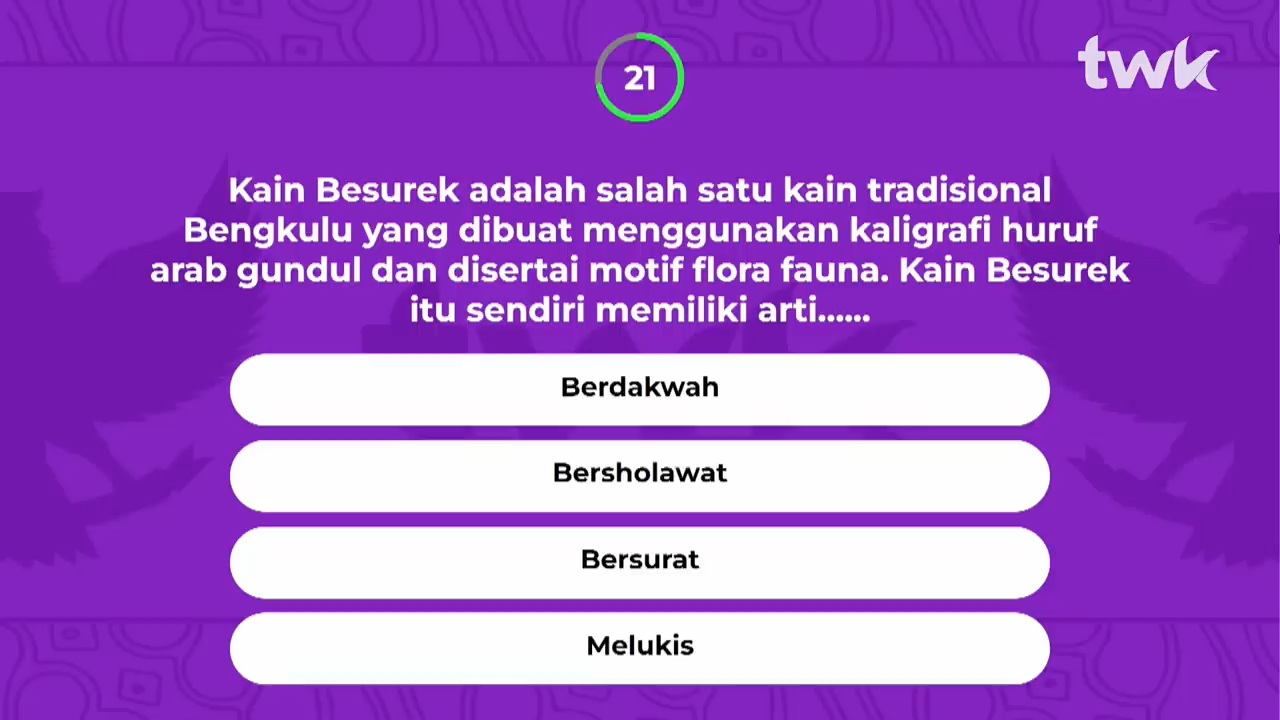 21
twk
Kain Besurek adalah salah satu kain tradisional
Bengkulu yang dibuat menggunakan kaligrafi huruf
arab gundul dan disertai motif flora fauna. Kain Besurek
itu sendiri memiliki arti......
Berdakwah
Bersholawat
Bersurat
Melukis